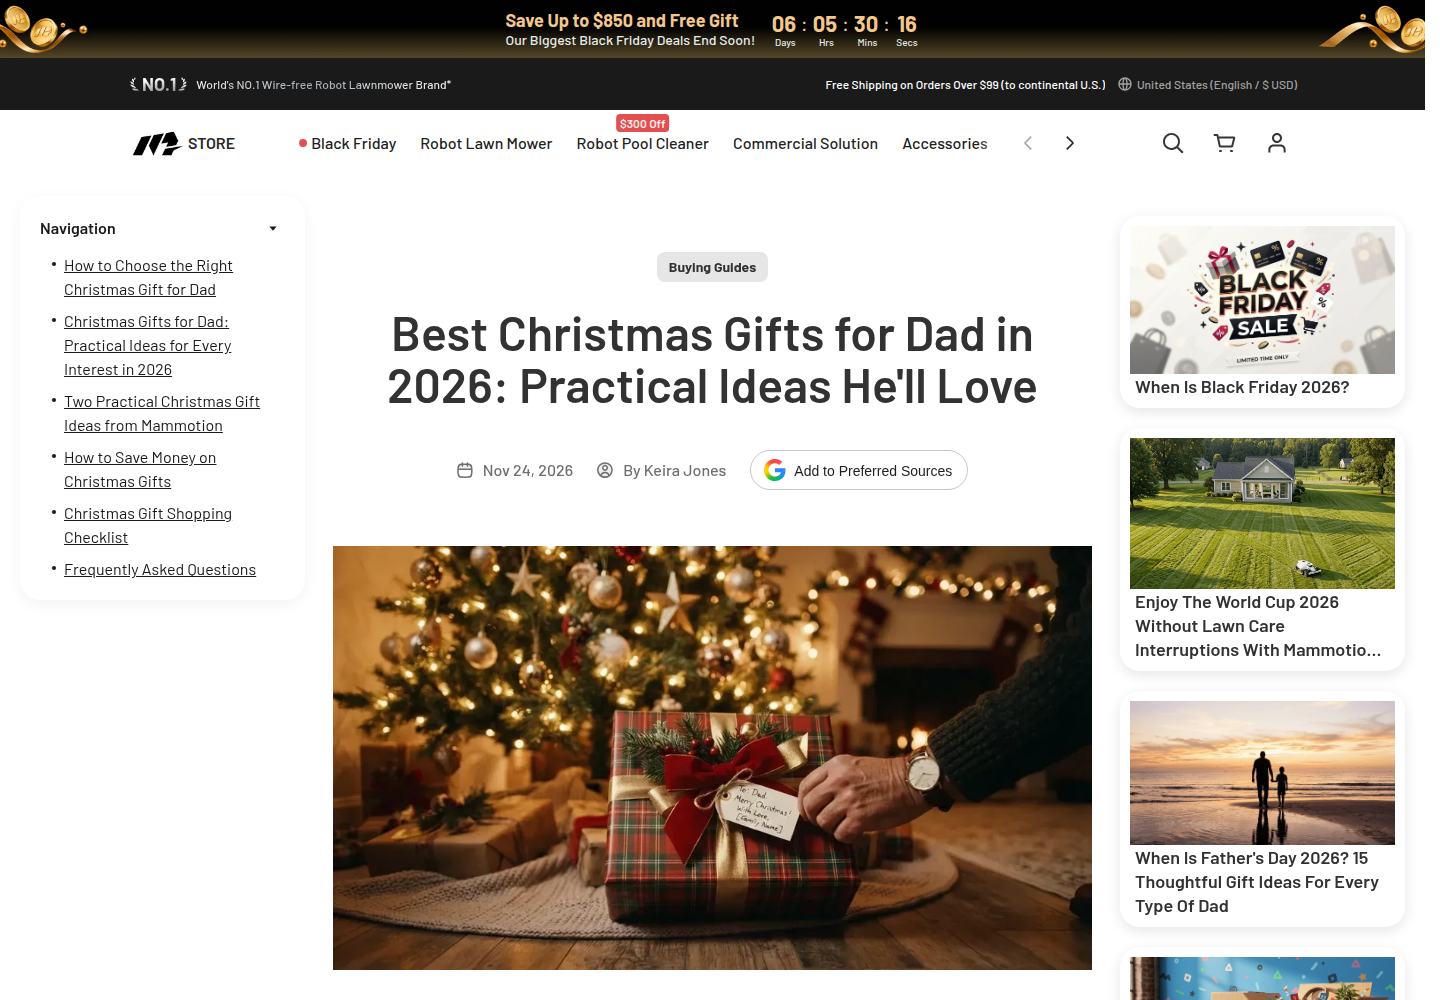 Save Up to $850 and Free Gift
Our Biggest Black Friday Deals End Soon!
06 : 05 : 30 : 16
Days Hrs Mins Secs
NO.1
World's NO.1 Wire-free Robot Lawnmower Brand*
Free Shipping on Orders Over $99 (to continental U.S.)
United States (English / $ USD)
$300 Off
STORE
Black Friday
Robot Lawn Mower
Robot Pool Cleaner
Commercial Solution
Accessories
Navigation
How to Choose the Right
Christmas Gift for Dad
Christmas Gifts for Dad:
Practical Ideas for Every
Interest in 2026
Two Practical Christmas Gift
Ideas from Mammotion
How to Save Money on
Christmas Gifts
Christmas Gift Shopping
Checklist
Frequently Asked Questions
Buying Guides
Best Christmas Gifts for Dad in
2026: Practical Ideas He'll Love
Nov 24, 2026
By Keira Jones
Add to Preferred Sources
To: Dad,
Merry Christmas!
With Love,
[Family Name]
BLACK
FRIDAY
SALE
LIMITED TIME ONLY
When Is Black Friday 2026?
Enjoy The World Cup 2026
Without Lawn Care
Interruptions With Mammotio...
When Is Father's Day 2026? 15
Thoughtful Gift Ideas For Every
Type Of Dad